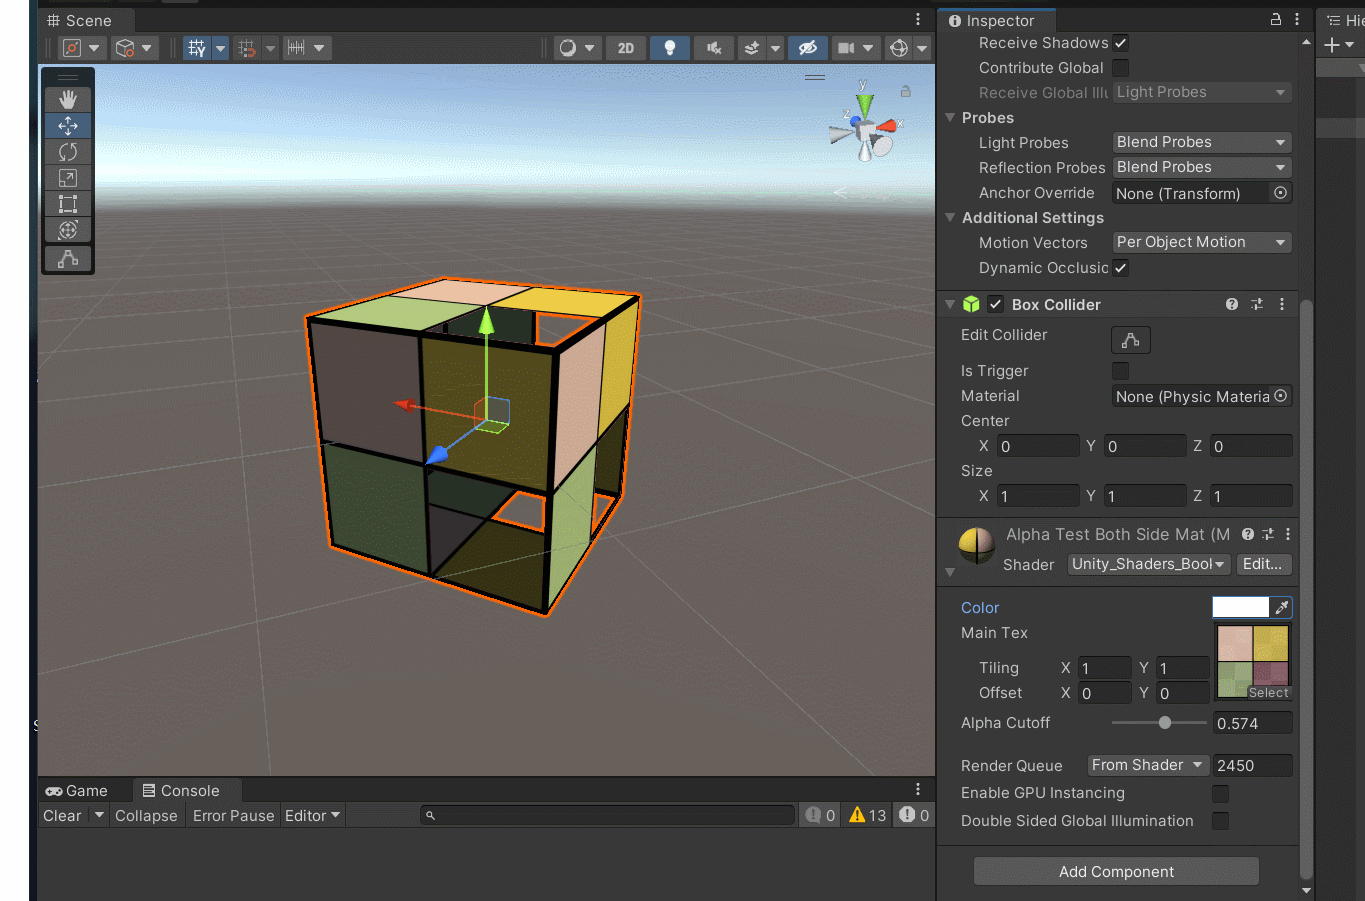 Scene
2D
y
z
x
Inspector
Hie
Receive Shadows
Contribute Global
Receive Global Illu
Light Probes
Probes
Light Probes
Blend Probes
Reflection Probes
Blend Probes
Anchor Override
None (Transform)
Additional Settings
Motion Vectors
Per Object Motion
Dynamic Occlusio
Box Collider
Edit Collider
Is Trigger
Material
None (Physic Materia
Center
X 0 Y 0 Z 0
Size
X 1 Y 1 Z 1
Alpha Test Both Side Mat (M
Shader
Unity_Shaders_Bool
Edit...
Color
Main Tex
Tiling X 1 Y 1
Offset X 0 Y 0
Select
Alpha Cutoff
0.574
Render Queue
From Shader
2450
Enable GPU Instancing
Double Sided Global Illumination
Add Component
Game
Console
Clear
Collapse
Error Pause
Editor
0
13
0